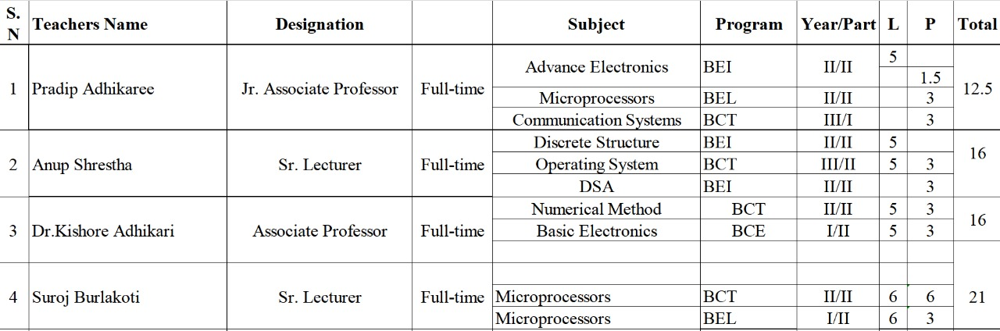 S.N Teachers Name Designation Subject Program Year/Part L P Total
1 Pradip Adhikaree Jr. Associate Professor Full-time Advance Electronics BEI II/II 5 12.5
1.5
Microprocessors BEL II/II 3
Communication Systems BCT III/I 3
2 Anup Shrestha Sr. Lecturer Full-time Discrete Structure BEI II/II 5 16
Operating System BCT III/II 5 3
DSA BEI II/II 3
3 Dr.Kishore Adhikari Associate Professor Full-time Numerical Method BCT II/II 5 3 16
Basic Electronics BCE I/II 5 3
4 Suroj Burlakoti Sr. Lecturer Full-time Microprocessors BCT II/II 6 6 21
Microprocessors BEL I/II 6 3